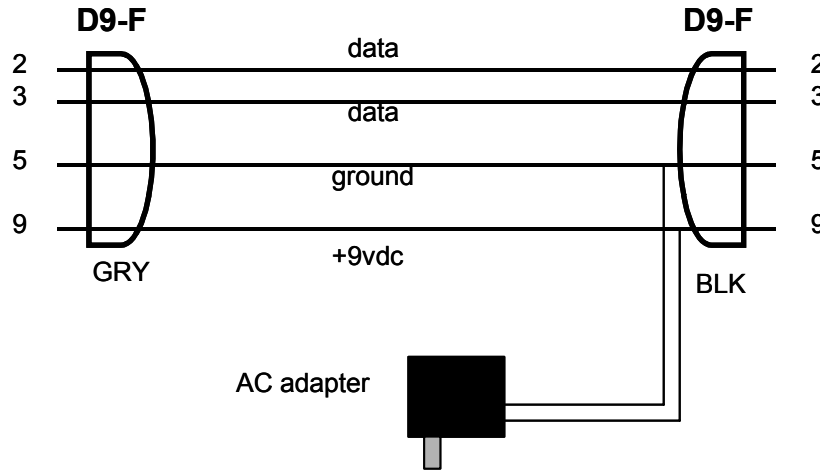 D9-F D9-F
data
2 2
3 3
data
5 5
ground
9 9
+9vdc
GRY BLK
AC adapter